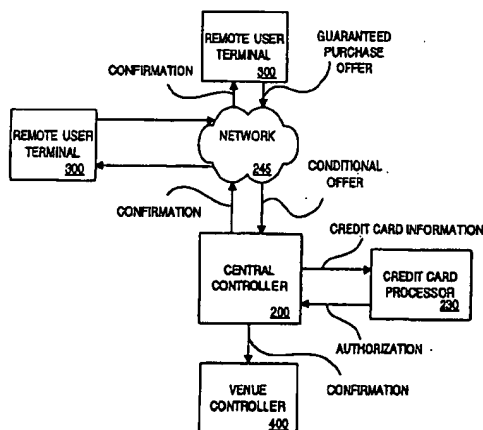 REMOTE USER
TERMINAL
300
GUARANTEED
PURCHASE
OFFER
CONFIRMATION
REMOTE USER
TERMINAL
300
NETWORK
245
CONDITIONAL
OFFER
CONFIRMATION
CREDIT CARD INFORMATION
CENTRAL
CONTROLLER
200
CREDIT CARD
PROCESSOR
230
AUTHORIZATION
CONFIRMATION
VENUE
CONTROLLER
400